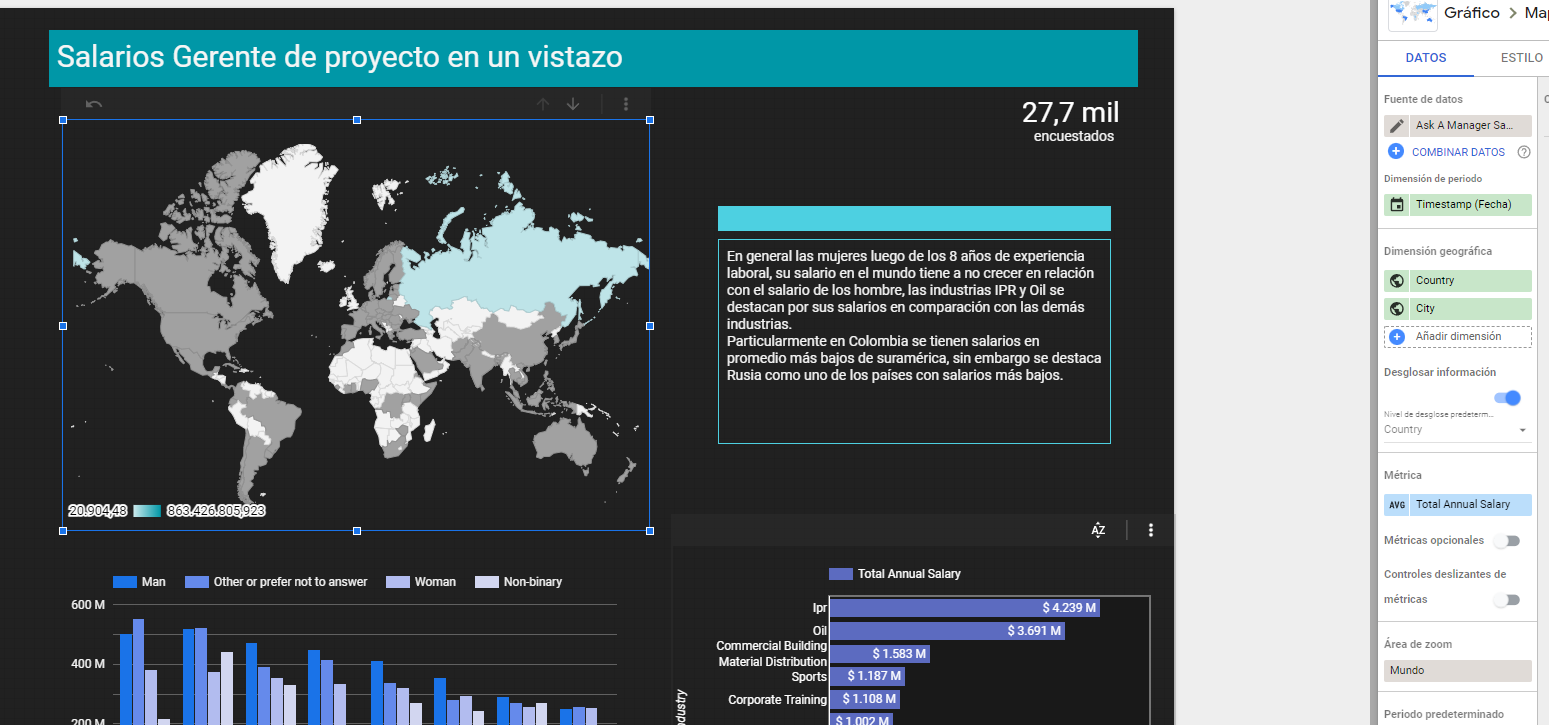 Gráfico
Salarios Gerente de proyecto en un vistazo
27,7 mil
encuestados
En general las mujeres luego de los 8 años de experiencia
laboral, su salario en el mundo tiene a no crecer en relación
con el salario de los hombre, las industrias IPR y Oil se
destacan por sus salarios en comparación con las demás
industrias.
Particularmente en Colombia se tienen salarios en
promedio más bajos de suramérica, sin embargo se destaca
Rusia como uno de los países con salarios más bajos.
20.904,48
863.426.805,923
Man
Other or prefer not to answer
Woman
Non-binary
600 M
400 M
200 M
AZ
Total Annual Salary
Ipr
$ 4.239 M
Oil
$ 3.691 M
Commercial Building
Material Distribution
$ 1.583 M
Sports
$ 1.187 M
Corporate Training
$ 1.108 M
$ 1.002 M
DATOS
ESTILO
Fuente de datos
Ask A Manager Sa...
COMBINAR DATOS
Dimensión de periodo
Timestamp (Fecha)
Dimensión geográfica
Country
City
Añadir dimensión
Desglosar información
Nivel de desglose predeterm...
Country
Métrica
AVG Total Annual Salary
Métricas opcionales
Controles deslizantes de
métricas
Área de zoom
Mundo
Periodo predeterminado